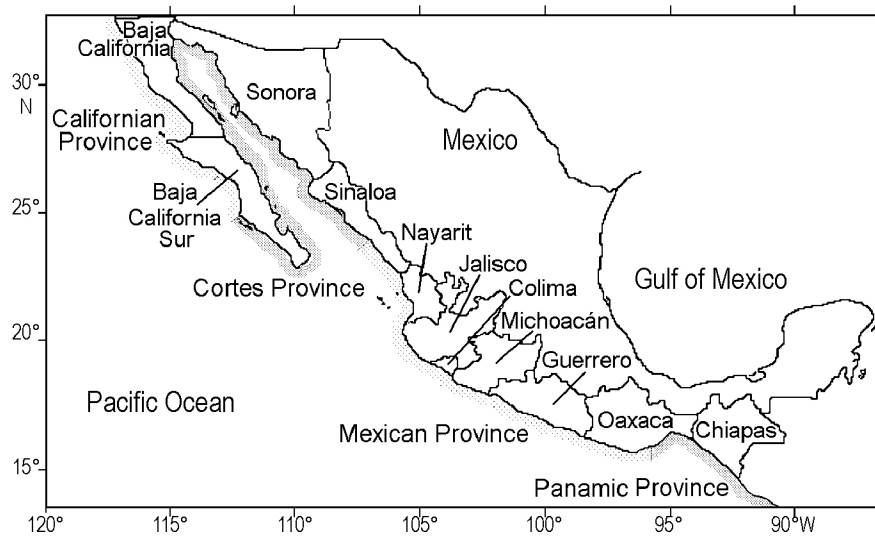 Baja
California
30°
N
Sonora
Californian
Province
Mexico
Baja
California
Sur
Sinaloa
25°
Nayarit
Jalisco
Cortes Province
Colima
Gulf of Mexico
Michoacán
20°
Guerrero
Pacific Ocean
Oaxaca
Chiapas
Mexican Province
15°
Panamic Province
120°
115°
110°
105°
100°
95°
90°W